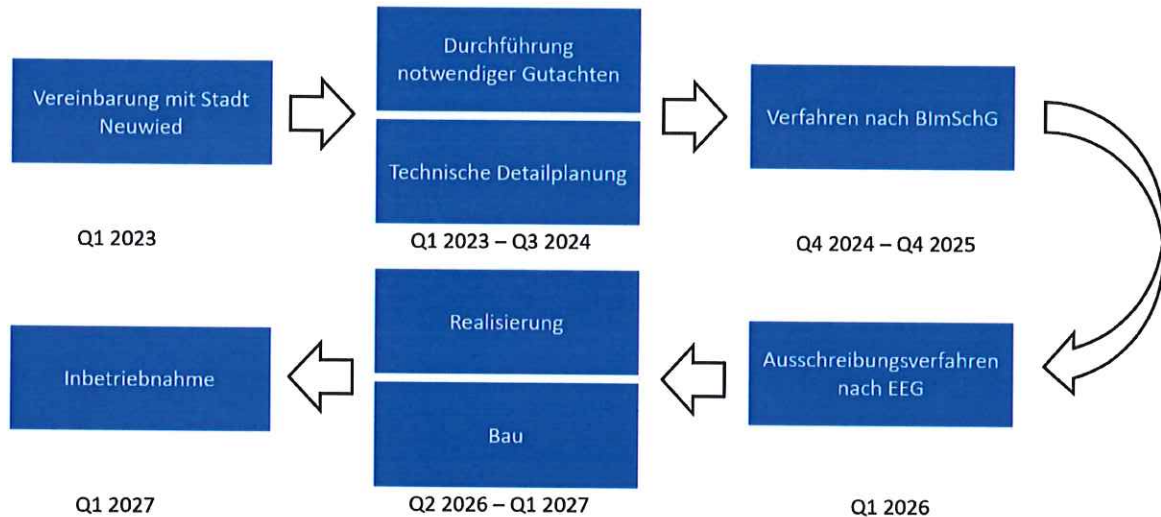 Vereinbarung mit Stadt
Neuwied
Q1 2023
Durchführung
notwendiger Gutachten
Technische Detailplanung
Q1 2023 – Q3 2024
Verfahren nach BImSchG
Q4 2024 – Q4 2025
Ausschreibungsverfahren
nach EEG
Q1 2026
Realisierung
Bau
Q2 2026 – Q1 2027
Inbetriebnahme
Q1 2027